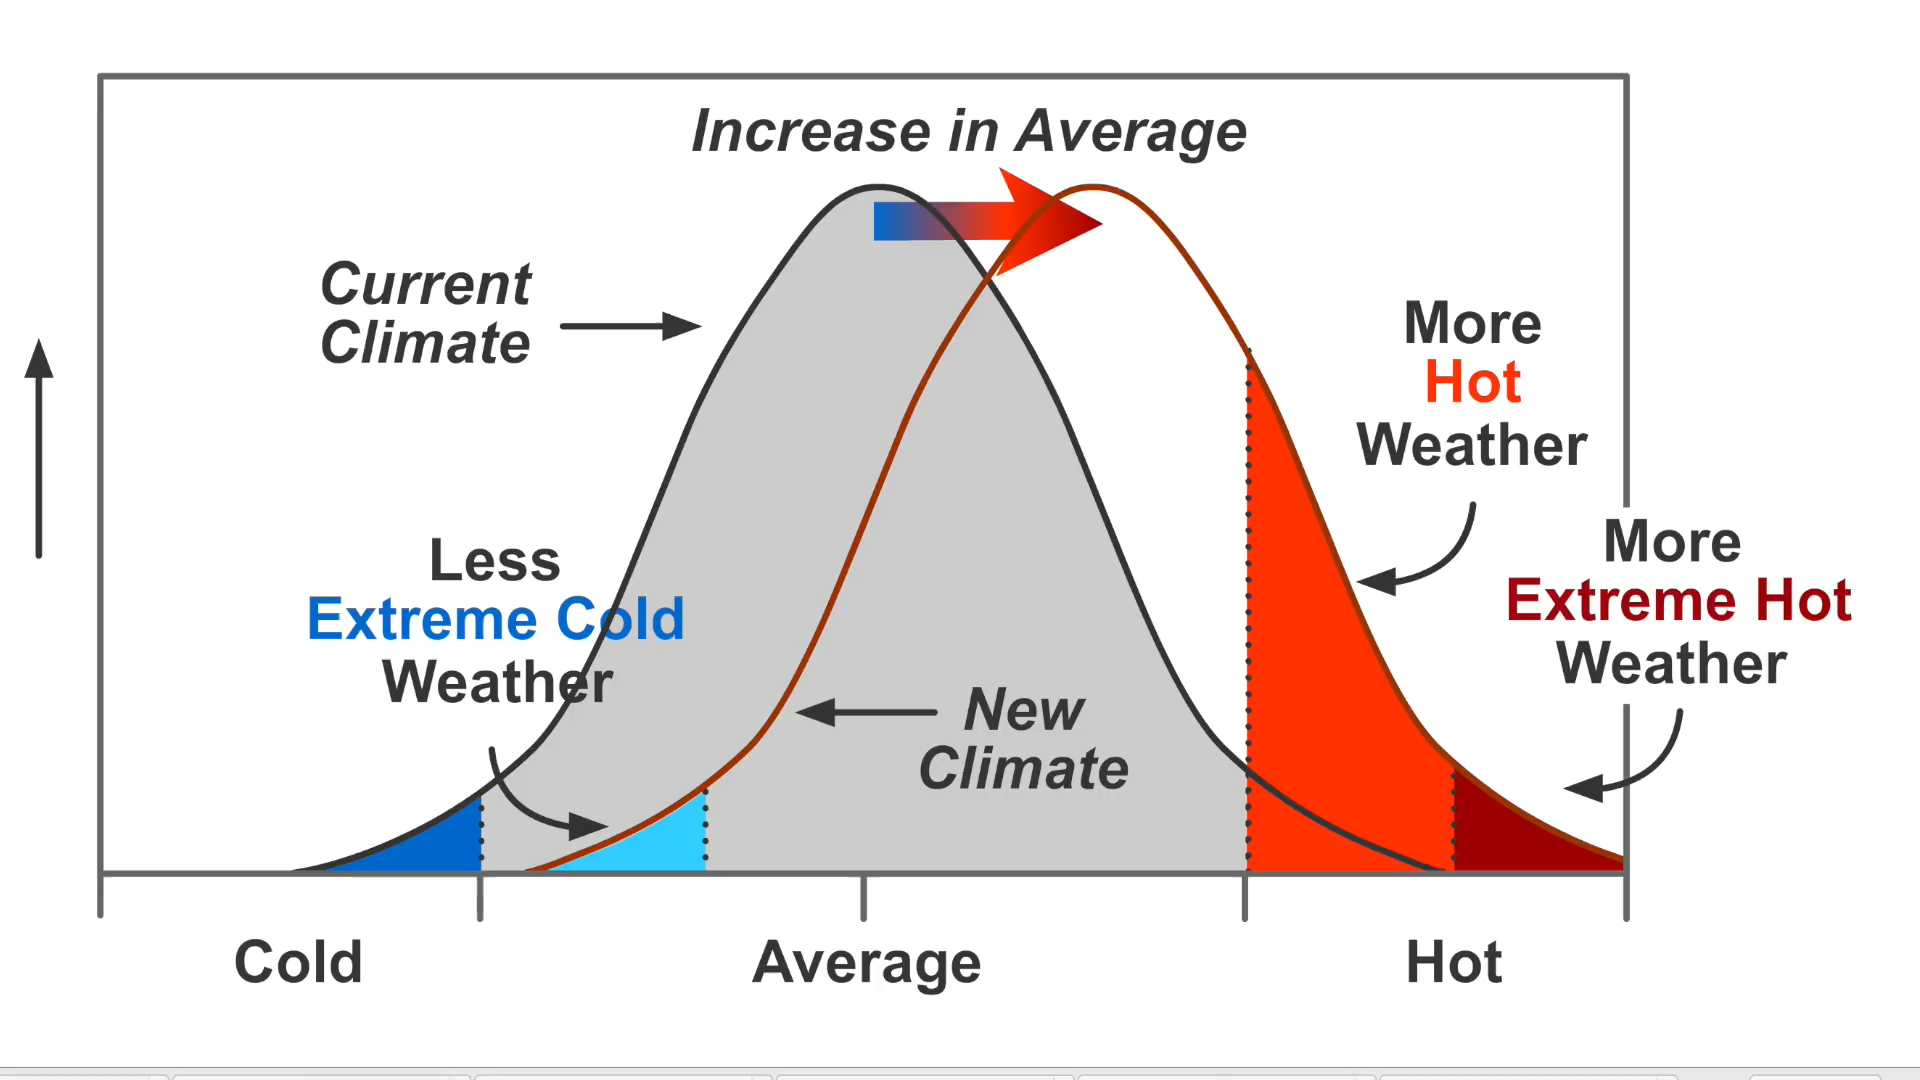 Increase in Average
Current
Climate
More
Hot
Weather
Less
Extreme Cold
Weather
More
Extreme Hot
Weather
New
Climate
Cold
Average
Hot